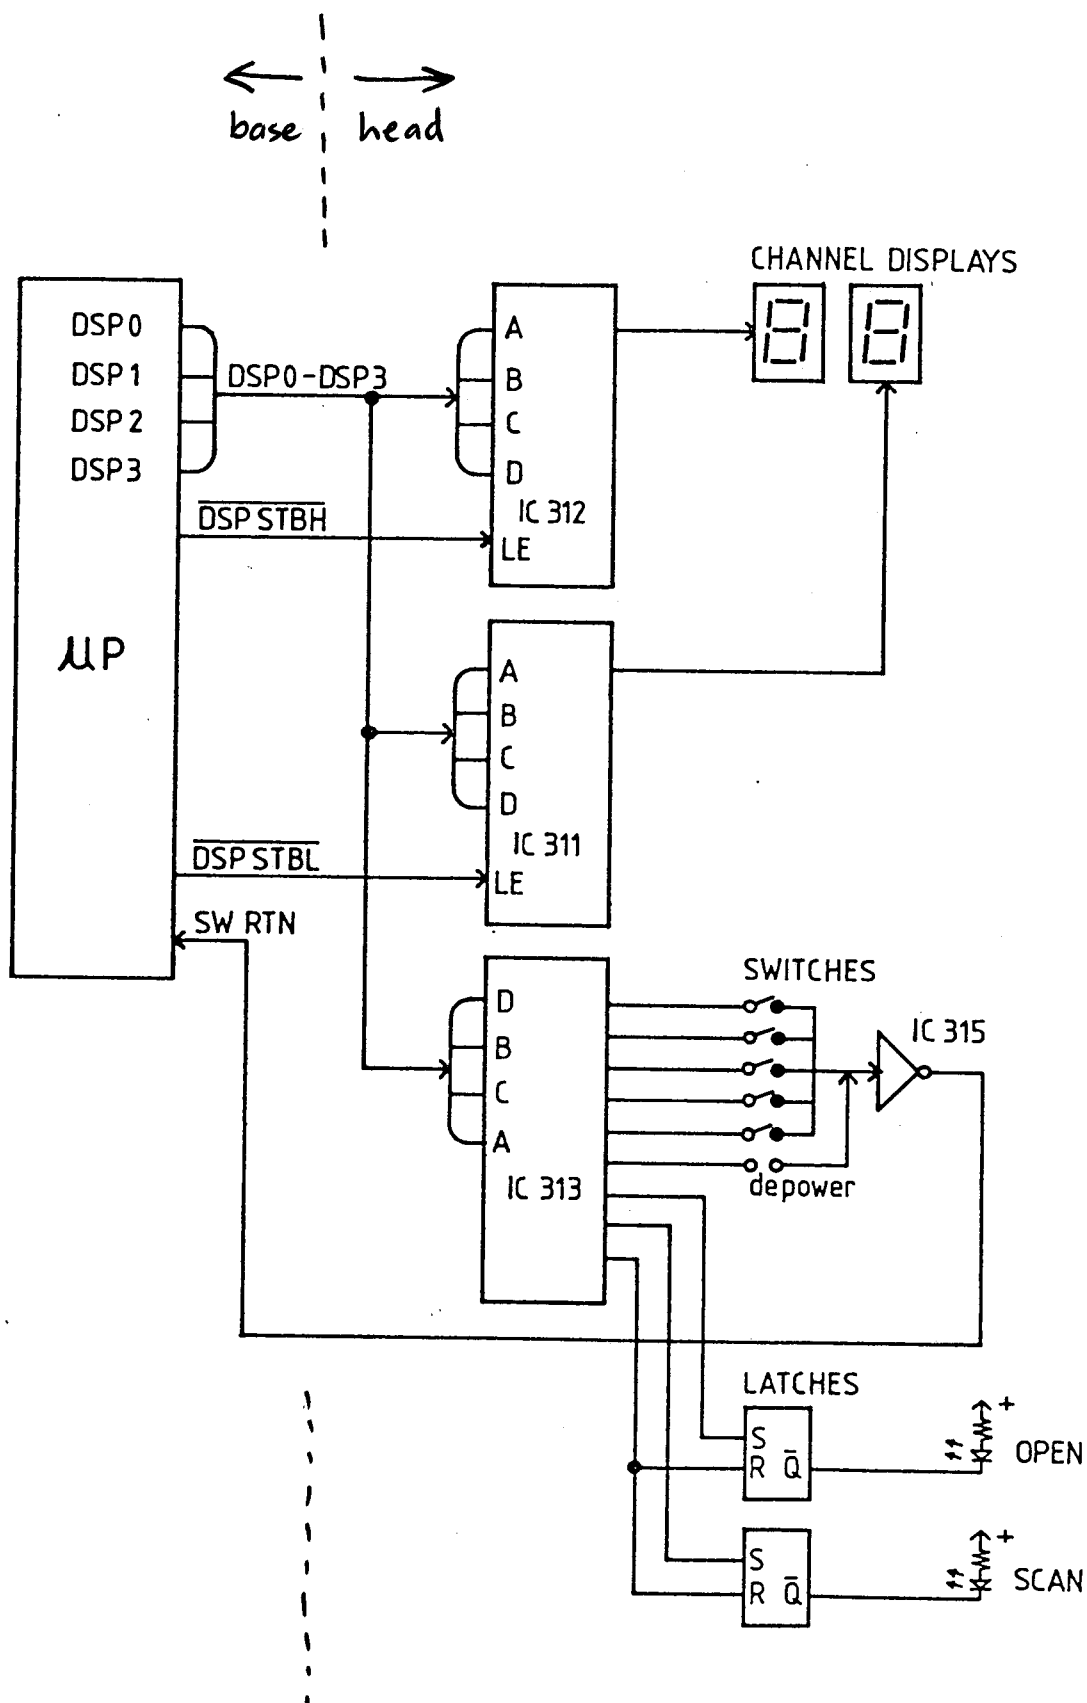 base head
CHANNEL DISPLAYS
DSP0
DSP1
DSP2
DSP3
DSP0-DSP3
A
B
C
D
IC 312
LE
DSP STBH
µP
A
B
C
D
IC 311
LE
DSP STBL
SW RTN
D
B
C
A
IC 313
SWITCHES
IC 315
depower
LATCHES
S
R Q̅
+
OPEN
S
R Q̅
+
SCAN